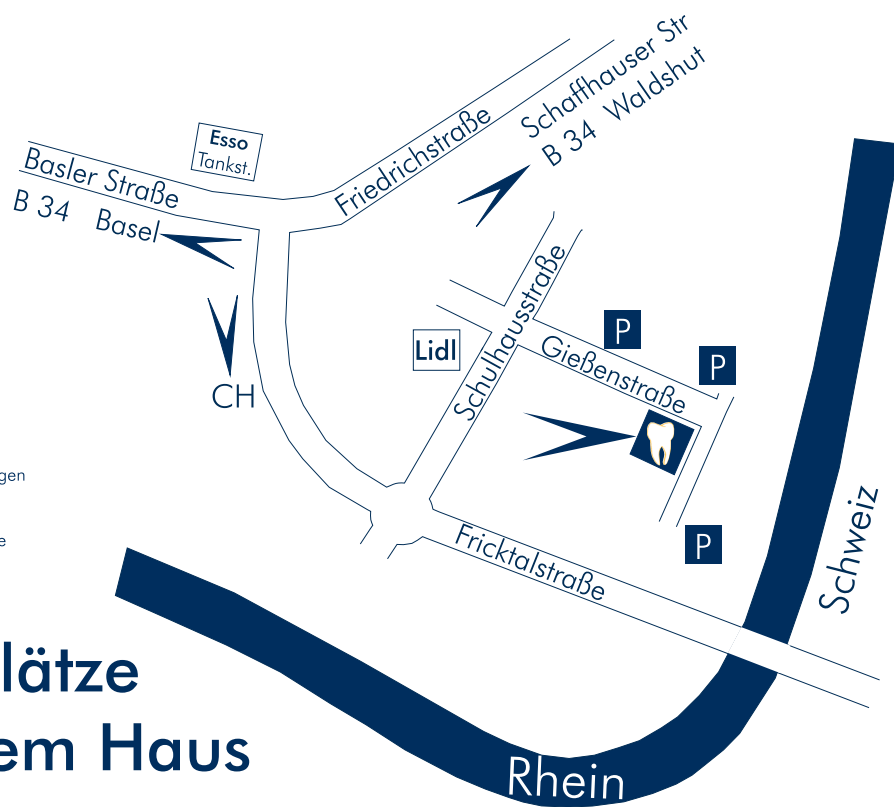 Schaffhauser Str
B 34 Waldshut
Esso
Tankst.
Friedrichstraße
Basler Straße
B 34 Basel
Schulhausstraße
P
Gießenstraße
Lidl
P
CH
gen
P
Schweiz
Fricktalstraße
e
lätze
em Haus
Rhein